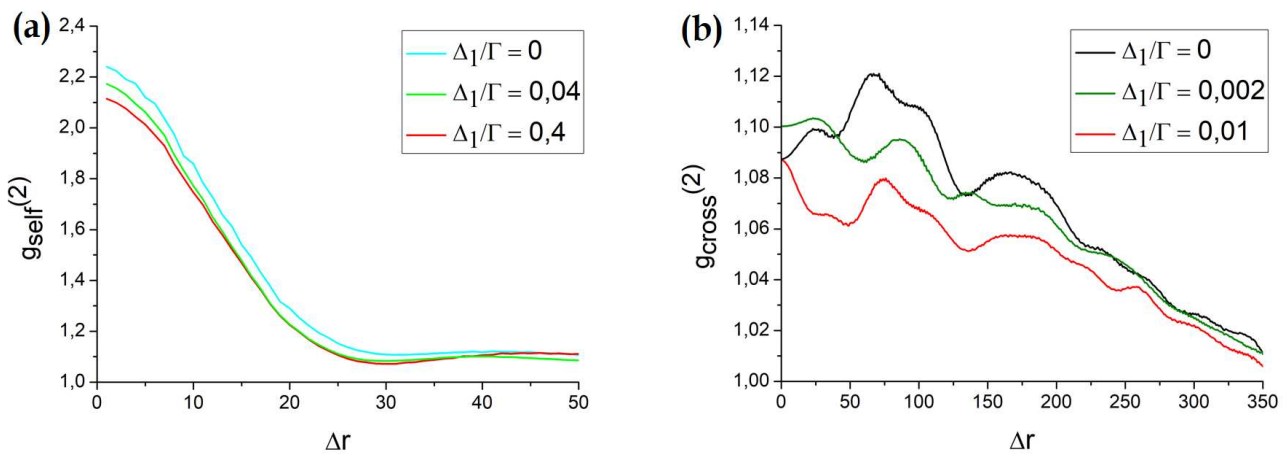 (a)
2,4
2,2
2,0
1,8
1,6
1,4
1,2
1,0
g_self^(2)
Δ₁/Γ = 0
Δ₁/Γ = 0,04
Δ₁/Γ = 0,4
0 10 20 30 40 50
Δr
(b)
1,14
1,12
1,10
1,08
1,06
1,04
1,02
1,00
g_cross^(2)
Δ₁/Γ = 0
Δ₁/Γ = 0,002
Δ₁/Γ = 0,01
0 50 100 150 200 250 300 350
Δr